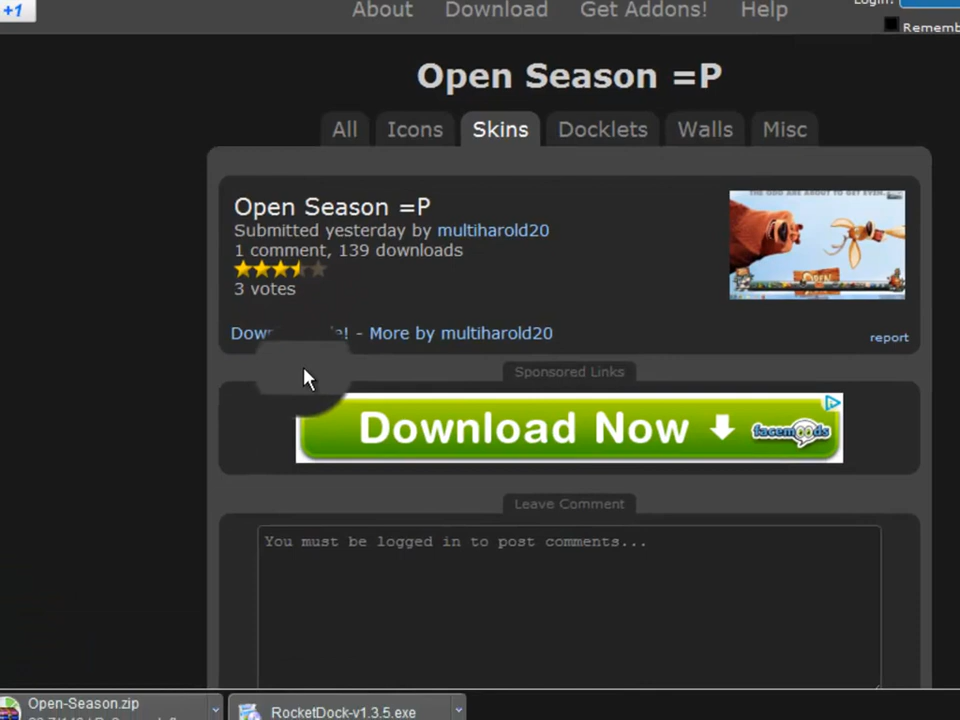 +1
About Download Get Addons! Help
Open Season =P
All Icons Skins Docklets Walls Misc
Open Season =P
Submitted yesterday by multiharold20
1 comment, 139 downloads
3 votes
More by multiharold20
report
Sponsored Links
Download Now
facemoods
Leave Comment
You must be logged in to post comments...
Open-Season.zip
RocketDock-v1.3.5.exe